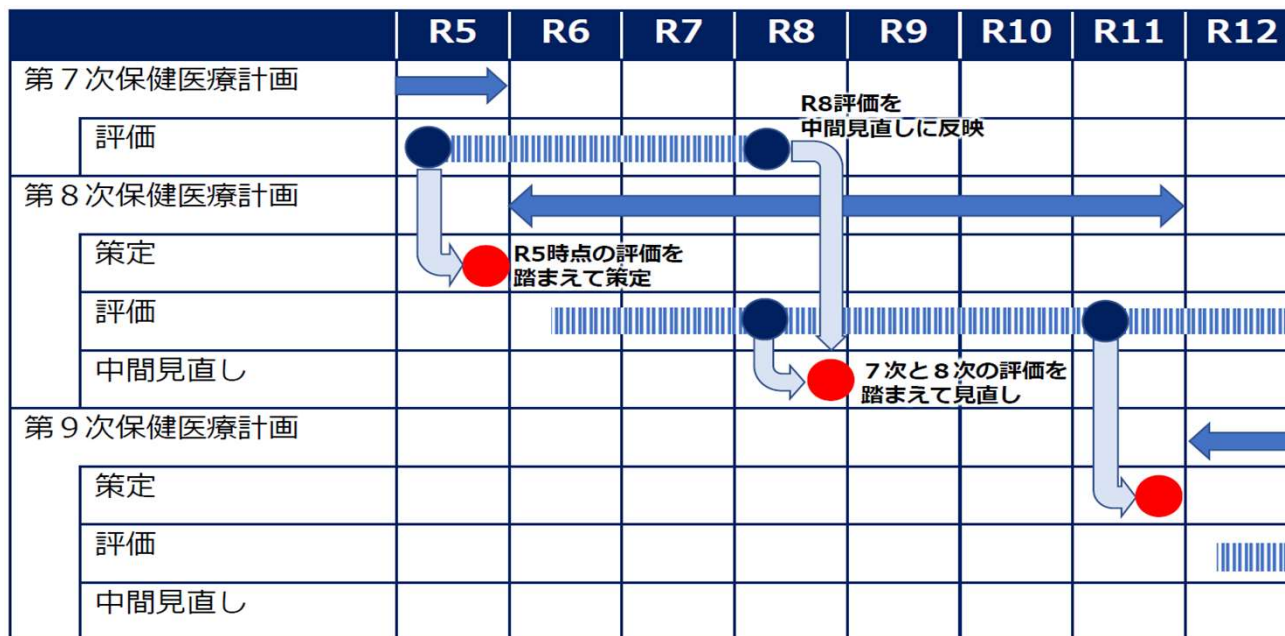 R5 R6 R7 R8 R9 R10 R11 R12
第７次保健医療計画
R8評価を
中間見直しに反映
評価
第８次保健医療計画
策定
R5時点の評価を
踏まえて策定
評価
中間見直し
７次と８次の評価を
踏まえて見直し
第９次保健医療計画
策定
評価
中間見直し